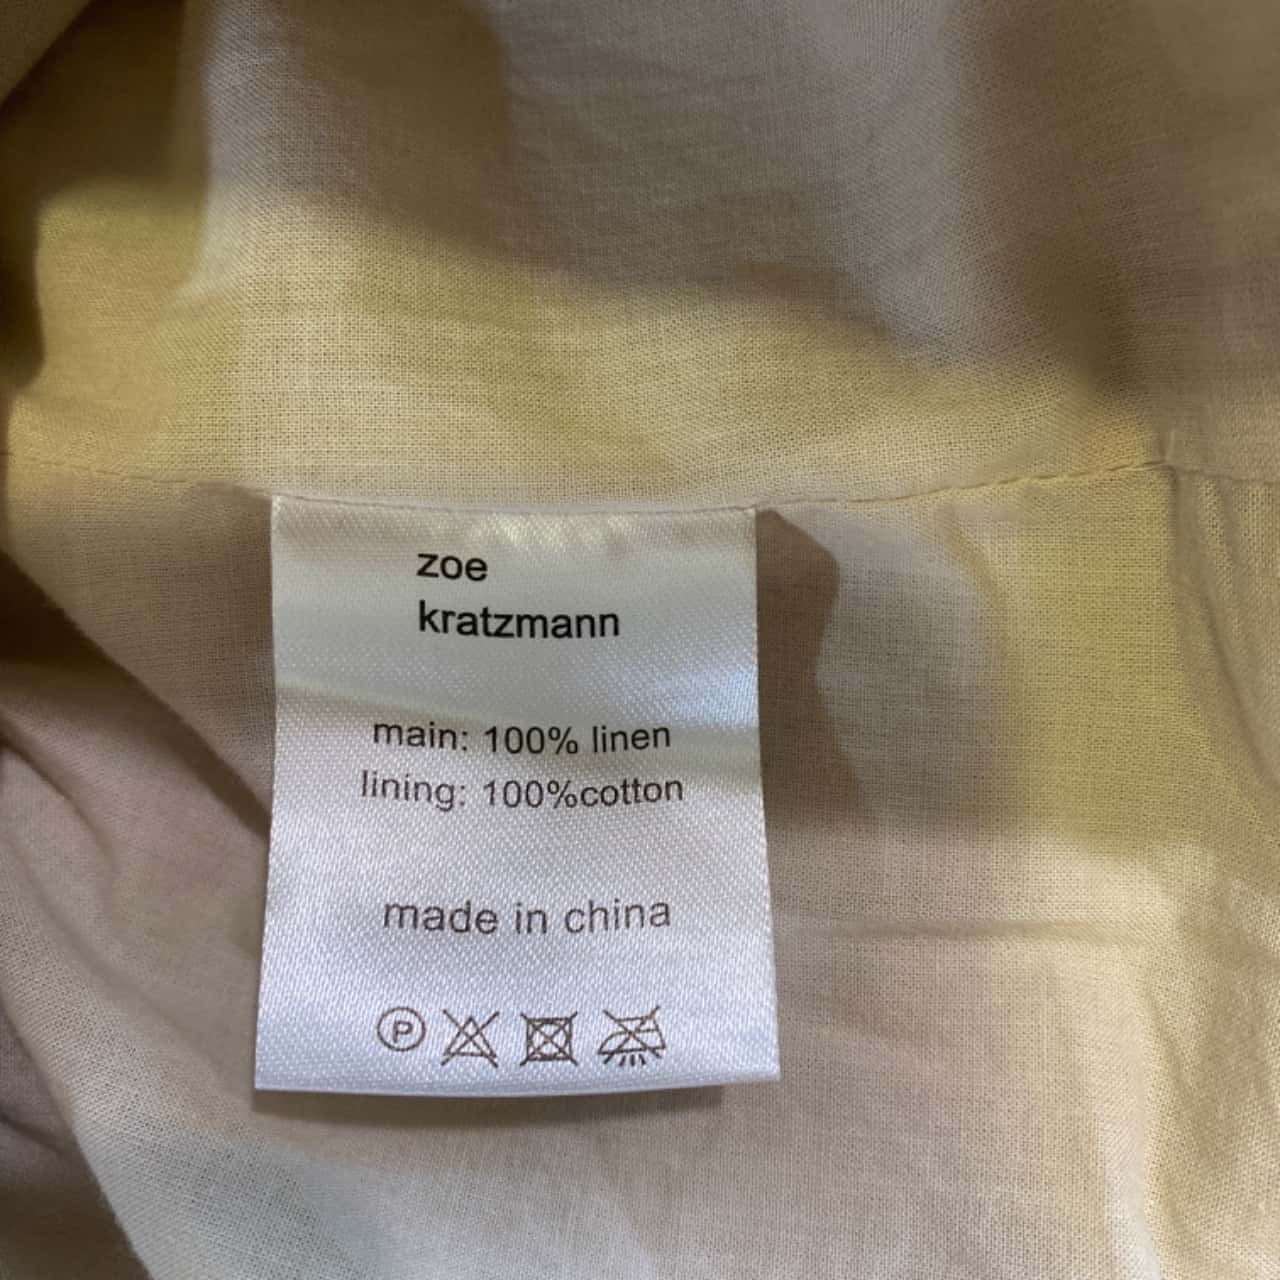 zoe
kratzmann
main: 100% linen
lining: 100%cotton
made in china
P